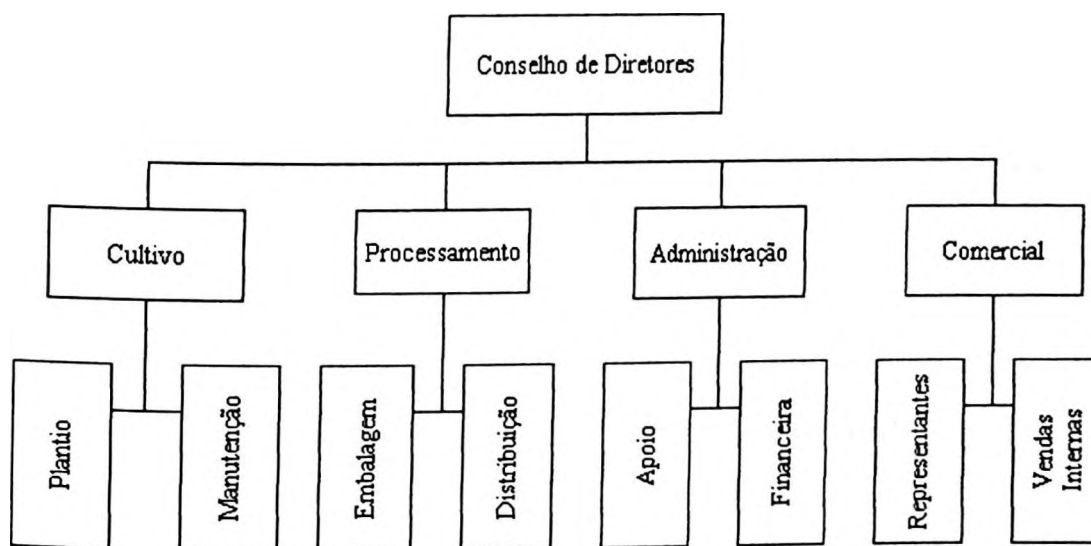 Conselho de Diretores
Cultivo
Processamento
Administração
Comercial
Plantio
Manutenção
Embalagem
Distribuição
Apoio
Financeira
Representantes
Vendas
Internas